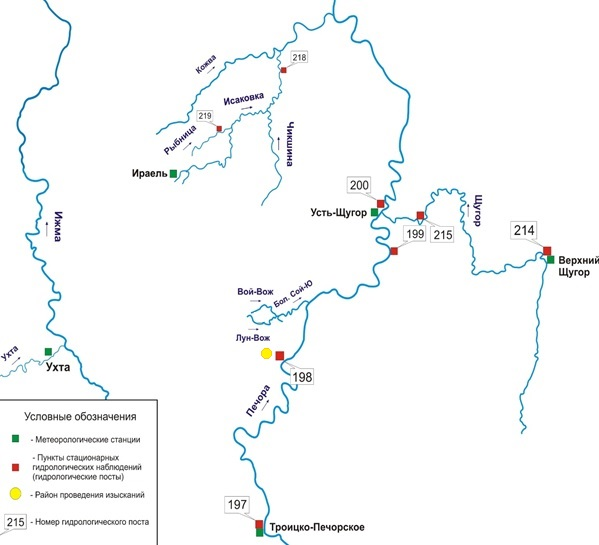 218
Кожва
Исаковка
219
Рыбница
Чикшина
Ираель
200
Усть-Щугор
199
215
Щугор
214
Верхний
Щугор
Ижма
Вой-Вож
Бол. Сой-Ю
Лун-Вож
Ухта
Ухта
198
Печора
197
Троицко-Печорское
Условные обозначения
- Метеорологические станции
- Пункты стационарных
гидрологических наблюдений
(гидрологические посты)
- Район проведения изысканий
215 - Номер гидрологического поста